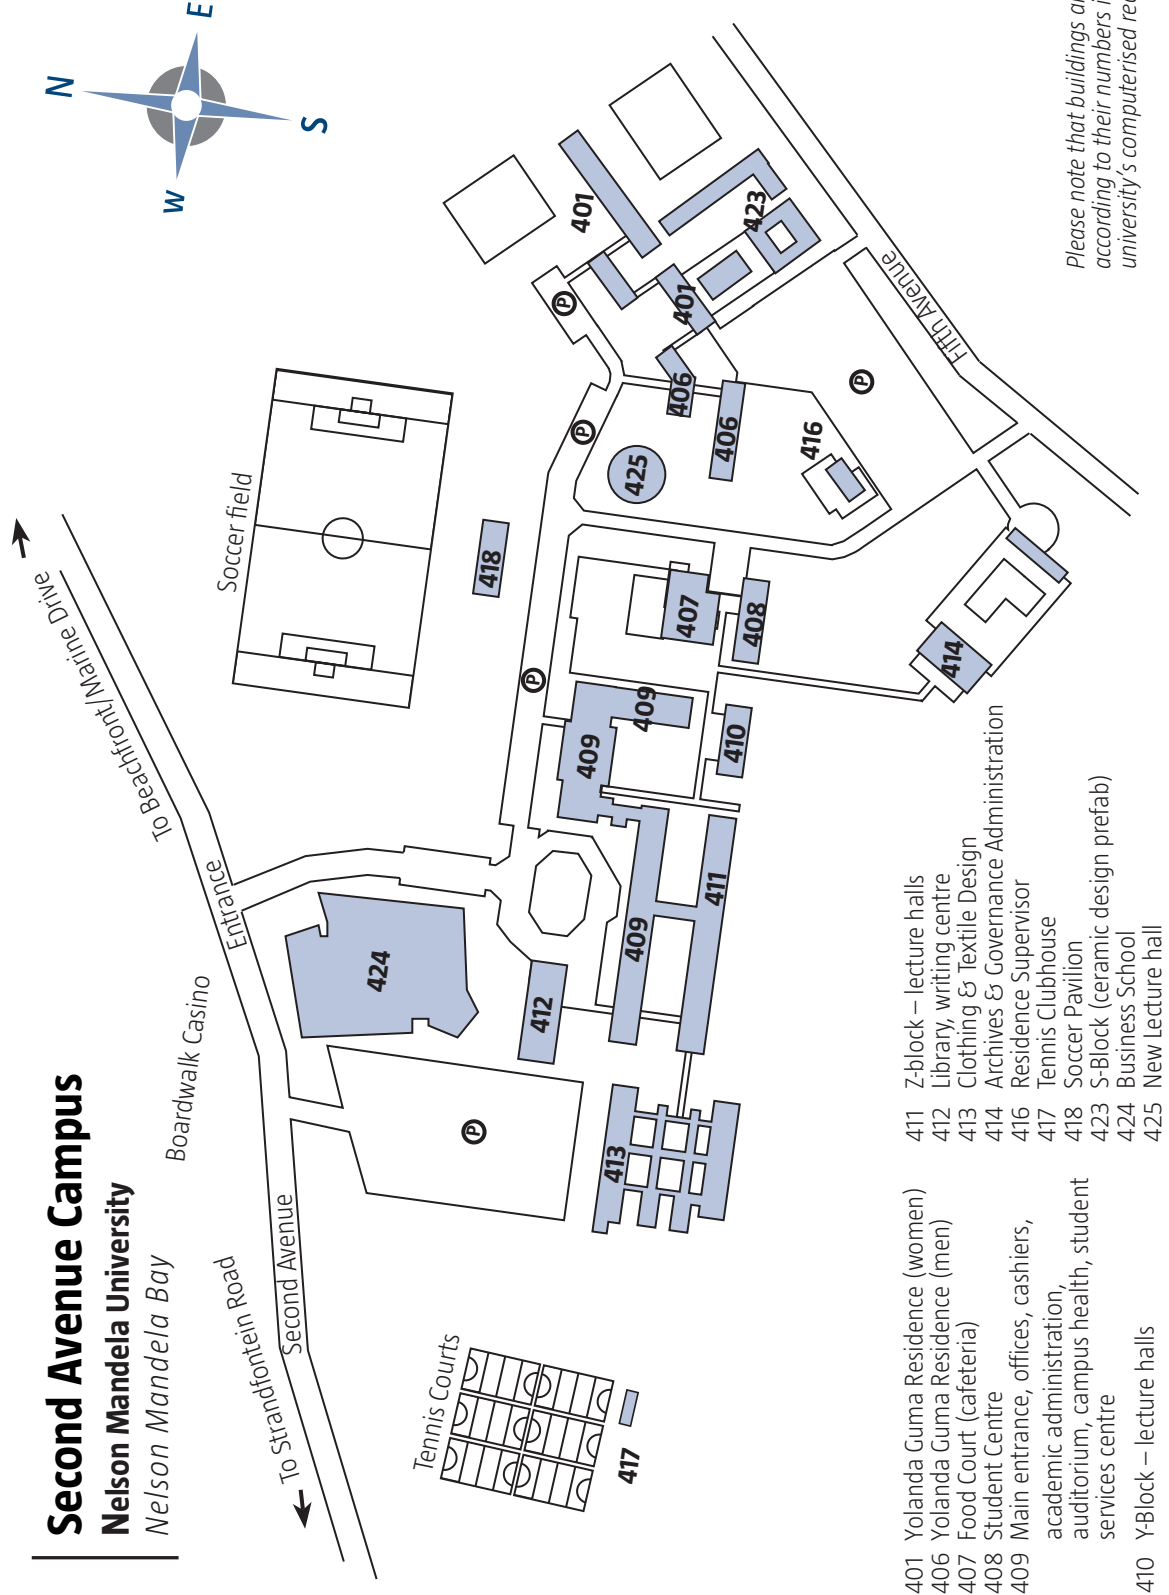 Second Avenue Campus
Nelson Mandela University
Nelson Mandela Bay
N
E
S
W
To Beachfront/Marine Drive
Entrance
Boardwalk Casino
Second Avenue
To Strandfontein Road
Soccer field
Tennis Courts
Fifth Avenue
401
401
423
406
406
425
416
418
407
408
409
409
409
410
411
414
424
412
413
417
P
P
P
P
P
401 Yolanda Guma Residence (women)
406 Yolanda Guma Residence (men)
407 Food Court (cafeteria)
408 Student Centre
409 Main entrance, offices, cashiers,
academic administration,
auditorium, campus health, student
services centre
410 Y-Block – lecture halls
411 Z-block – lecture halls
412 Library, writing centre
413 Clothing & Textile Design
414 Archives & Governance Administration
416 Residence Supervisor
417 Tennis Clubhouse
418 Soccer Pavilion
423 S-Block (ceramic design prefab)
424 Business School
425 New Lecture hall
Please note that buildings
according to their numbers
university's computerised